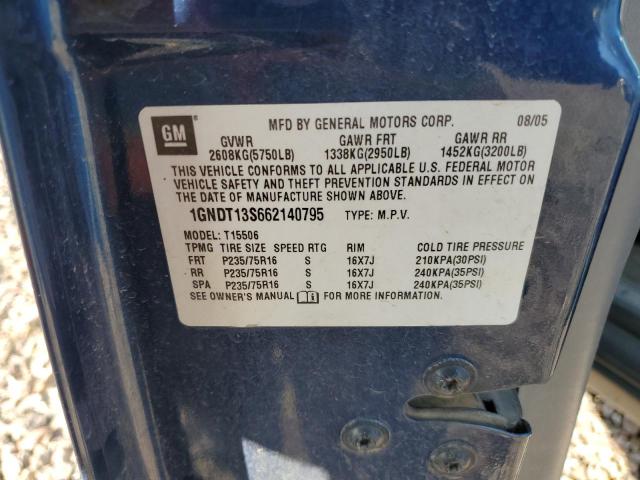 GM MFD BY GENERAL MOTORS CORP. 08/05
GVWR GAWR FRT GAWR RR
2608KG(5750LB) 1338KG(2950LB) 1452KG(3200LB)
THIS VEHICLE CONFORMS TO ALL APPLICABLE U.S. FEDERAL MOTOR
VEHICLE SAFETY AND THEFT PREVENTION STANDARDS IN EFFECT ON
THE DATE OF MANUFACTURE SHOWN ABOVE.
1GNDT13S662140795 TYPE: M.P.V.
MODEL: T15506
TPMG TIRE SIZE SPEED RTG RIM COLD TIRE PRESSURE
FRT P235/75R16 S 16X7J 210KPA(30PSI)
RR P235/75R16 S 16X7J 240KPA(35PSI)
SPA P235/75R16 S 16X7J 240KPA(35PSI)
SEE OWNER'S MANUAL FOR MORE INFORMATION.